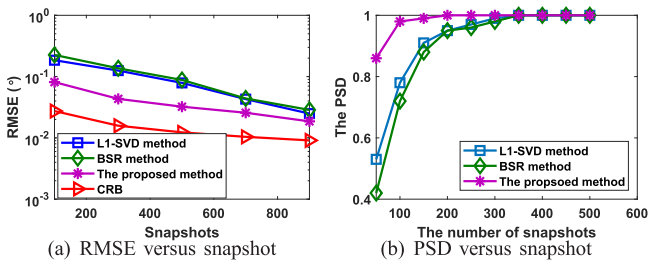 10^0
10^-1
10^-2
10^-3
RMSE (°)
L1-SVD method
BSR method
The proposed method
CRB
200 400 600 800
Snapshots
(a) RMSE versus snapshot
1
0.8
0.6
0.4
The PSD
L1-SVD method
BSR method
The propsoed method
100 200 300 400 500 600
The number of snapshots
(b) PSD versus snapshot